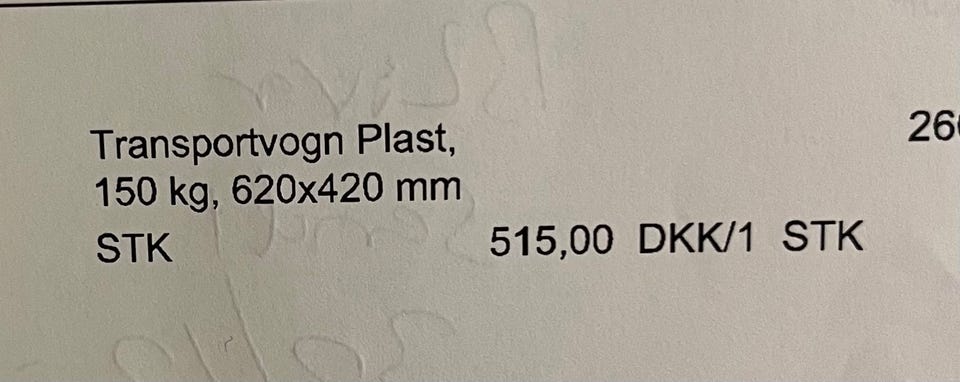 Transportvogn Plast,
150 kg, 620x420 mm
STK 515,00 DKK/1 STK